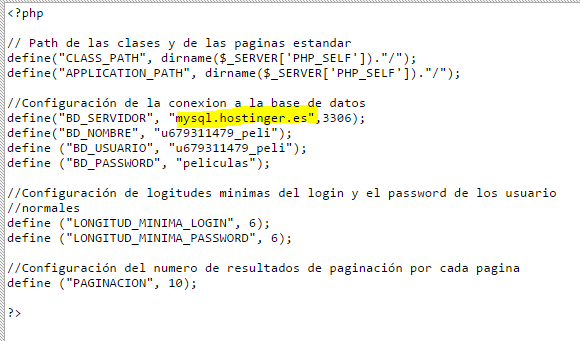 <?php
// Path de las clases y de las paginas estandar
define("CLASS_PATH", dirname($_SERVER['PHP_SELF'])."/");
define("APPLICATION_PATH", dirname($_SERVER['PHP_SELF'])."/");
//Configuración de la conexion a la base de datos
define("BD_SERVIDOR", "mysql.hostinger.es",3306);
define("BD_NOMBRE", "u679311479_peli");
define ("BD_USUARIO", "u679311479_peli");
define ("BD_PASSWORD", "peliculas");
//Configuración de logitudes minimas del login y el password de los usuario
//normales
define ("LONGITUD_MINIMA_LOGIN", 6);
define ("LONGITUD_MINIMA_PASSWORD", 6);
//Configuración del numero de resultados de paginación por cada pagina
define ("PAGINACION", 10);
?>